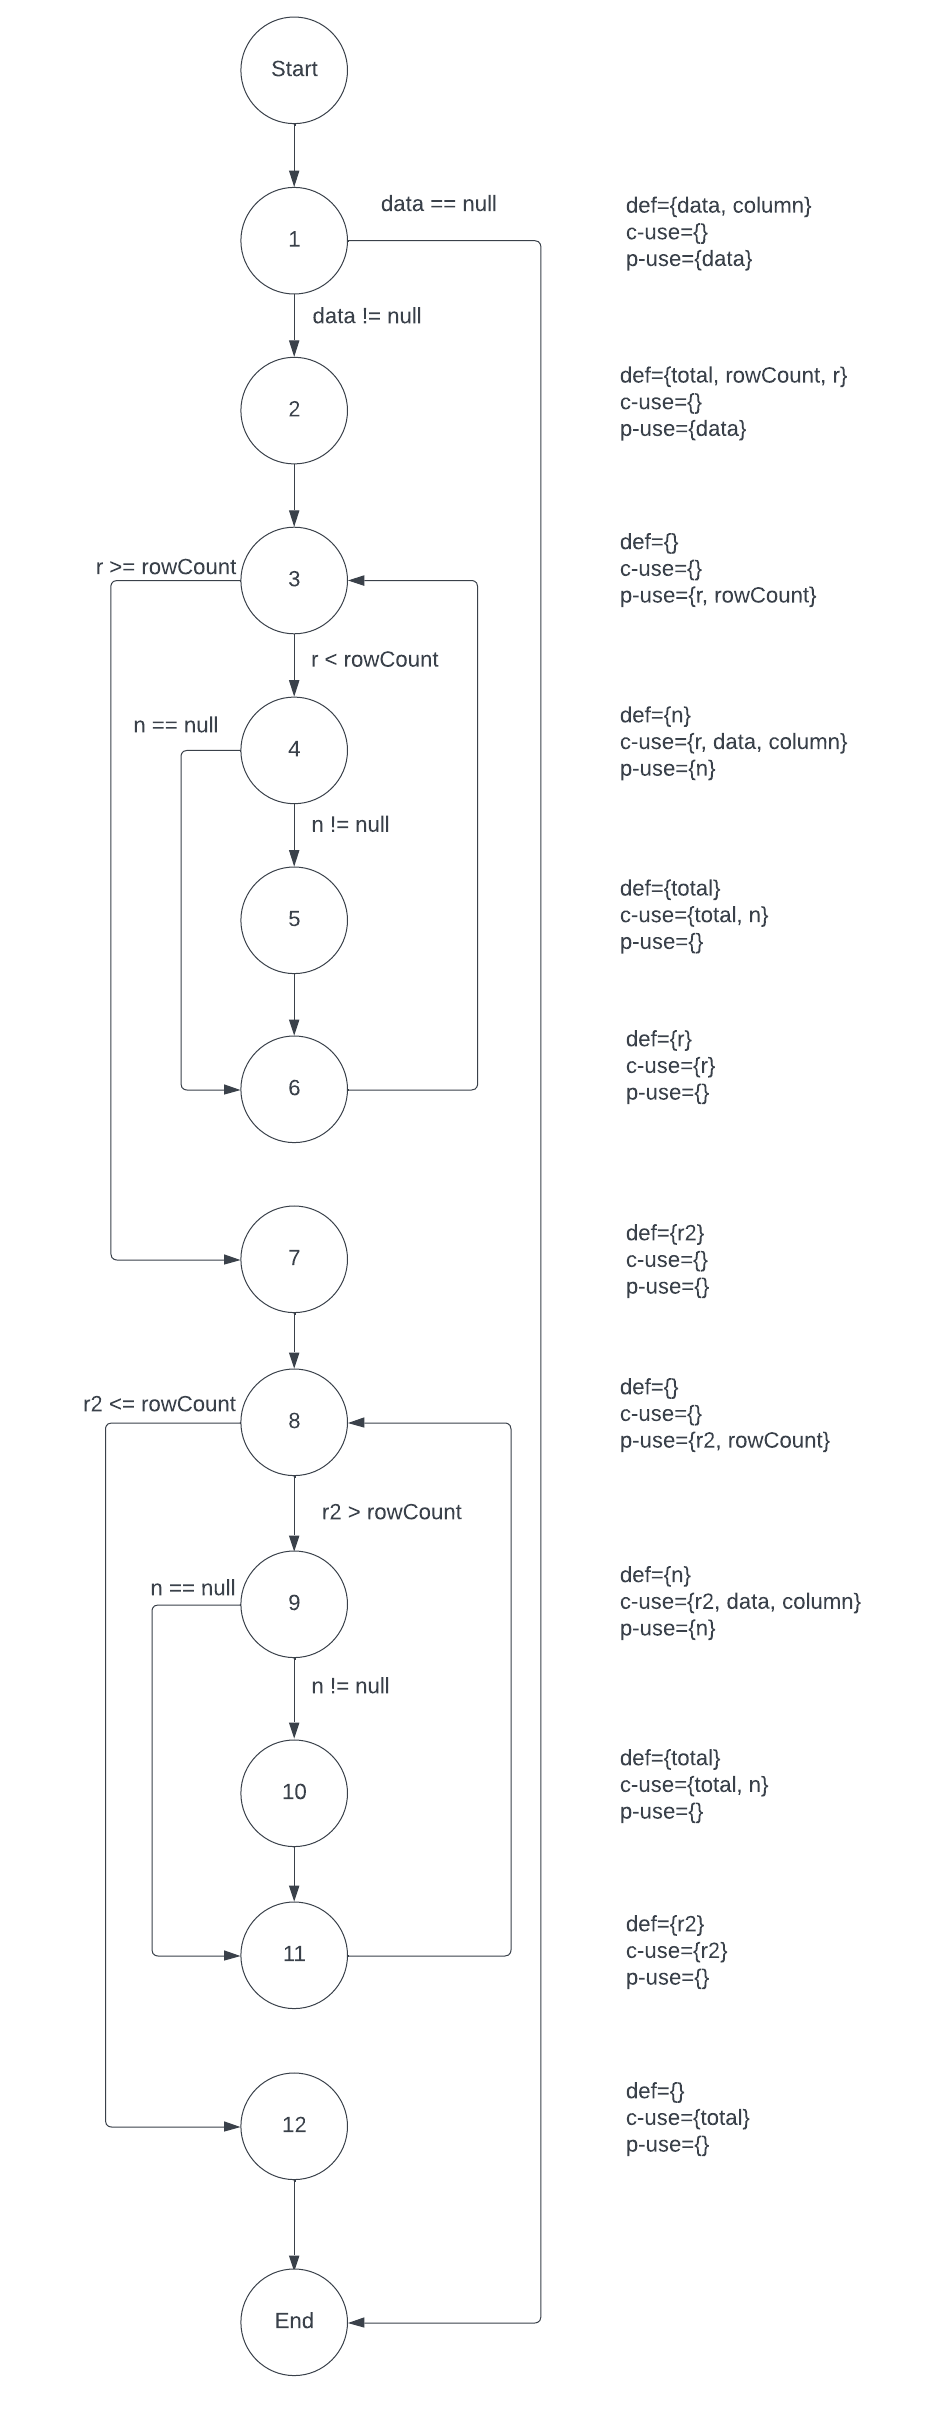 Start
data == null
def={data, column}
1
c-use={}
p-use={data}
data != null
def={total, rowCount, r}
2
c-use={}
p-use={data}
def={}
r >= rowCount
3
c-use={}
p-use={r, rowCount}
r < rowCount
def={n}
n == null
4
c-use={r, data, column}
p-use={n}
n != null
def={total}
5
c-use={total, n}
p-use={}
def={r}
c-use={r}
6
p-use={}
def={r2}
7
c-use={}
p-use={}
def={}
r2 <= rowCount
8
c-use={}
p-use={r2, rowCount}
r2 > rowCount
def={n}
n == null
9
c-use={r2, data, column}
p-use={n}
n != null
def={total}
10
c-use={total, n}
p-use={}
def={r2}
11
c-use={r2}
p-use={}
def={}
12
c-use={total}
p-use={}
End